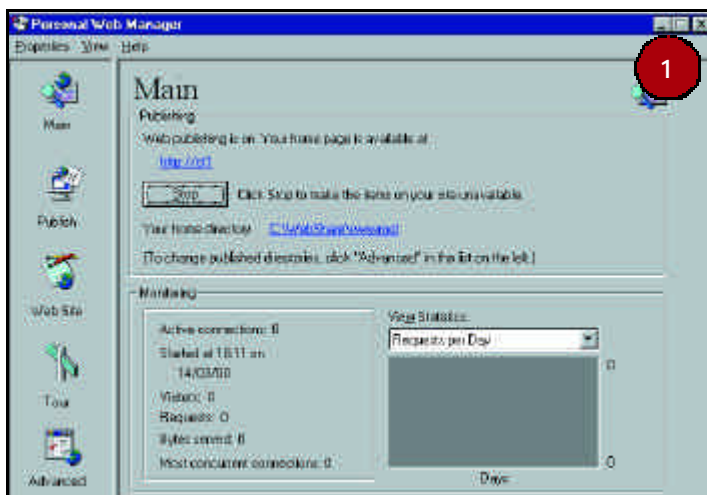 Personal Web Manager
Properties View Help
1
Main
Publish
Web Site
Tour
Advanced
Main
Publishing
Web publishing is on. Your home page is available at
Stop
Click Stop to make the items on your site unavailable.
Your home directory:
(To change published directories, click "Advanced" in the list on the left.)
Monitoring
Active connections: 0
Started at 18:11 on
14/03/00
Visitors: 0
Requests: 0
Bytes served: 0
Most concurrent connections: 0
View Statistics:
Requests per Day
0
0
Days